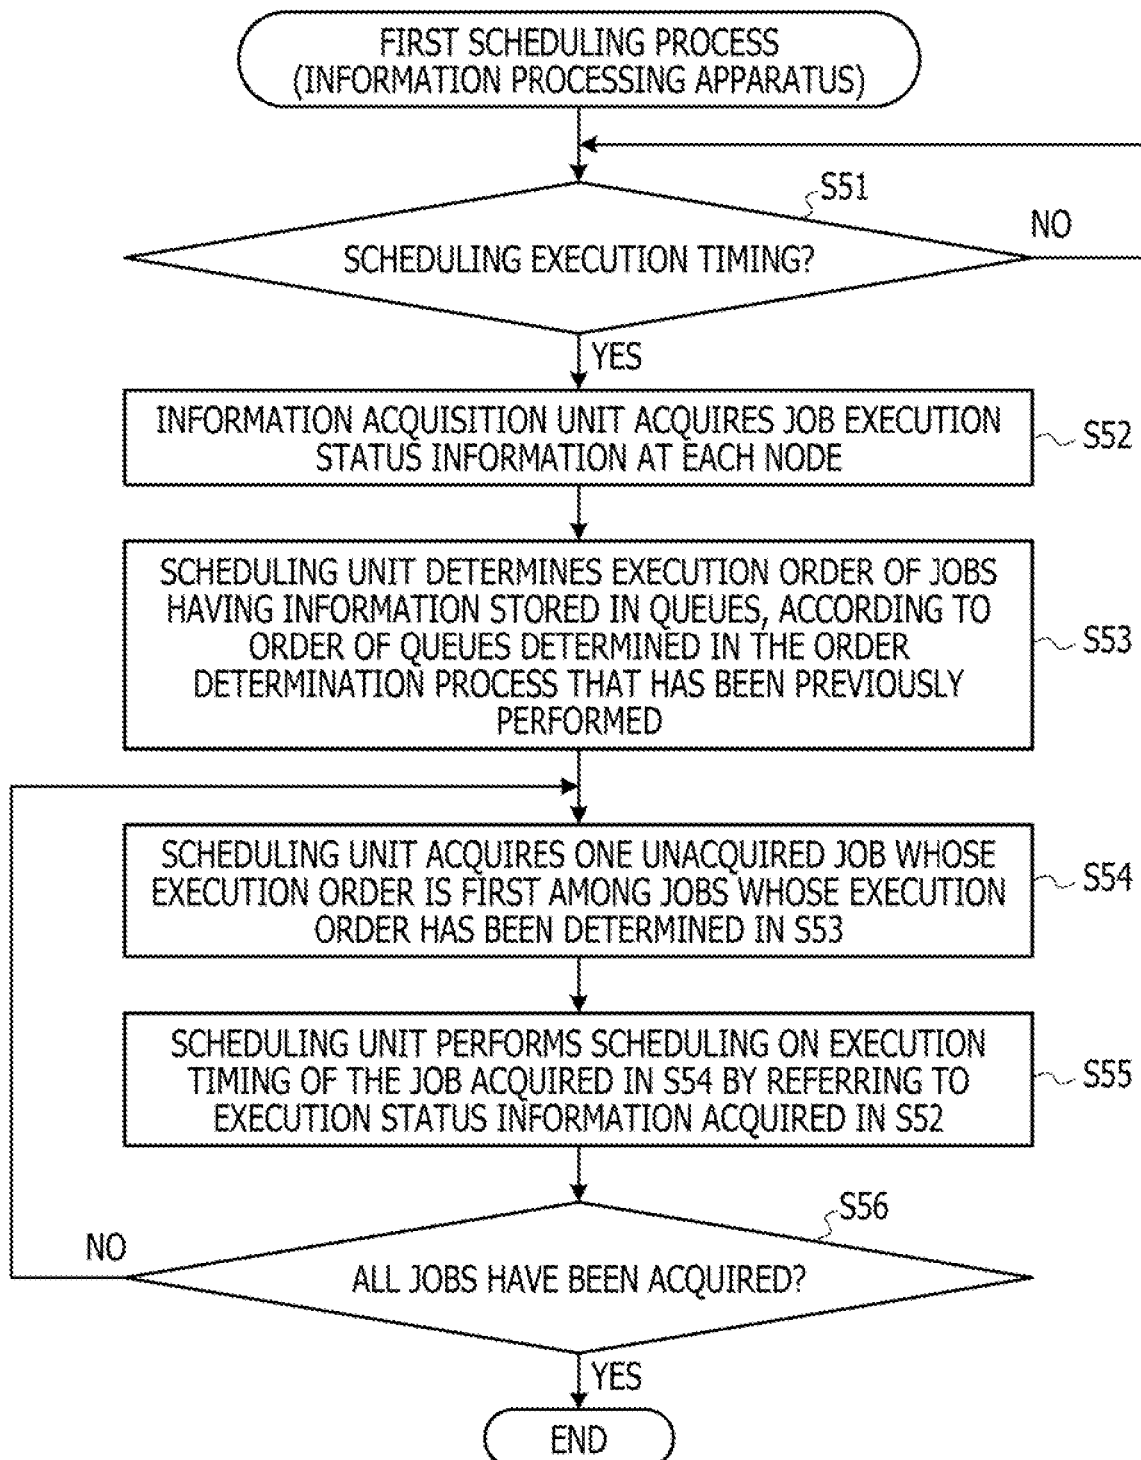 FIRST SCHEDULING PROCESS
(INFORMATION PROCESSING APPARATUS)
S51
NO
SCHEDULING EXECUTION TIMING?
YES
INFORMATION ACQUISITION UNIT ACQUIRES JOB EXECUTION
STATUS INFORMATION AT EACH NODE
S52
SCHEDULING UNIT DETERMINES EXECUTION ORDER OF JOBS
HAVING INFORMATION STORED IN QUEUES, ACCORDING TO
ORDER OF QUEUES DETERMINED IN THE ORDER
DETERMINATION PROCESS THAT HAS BEEN PREVIOUSLY
PERFORMED
S53
SCHEDULING UNIT ACQUIRES ONE UNACQUIRED JOB WHOSE
EXECUTION ORDER IS FIRST AMONG JOBS WHOSE EXECUTION
ORDER HAS BEEN DETERMINED IN S53
S54
SCHEDULING UNIT PERFORMS SCHEDULING ON EXECUTION
TIMING OF THE JOB ACQUIRED IN S54 BY REFERRING TO
EXECUTION STATUS INFORMATION ACQUIRED IN S52
S55
S56
NO
ALL JOBS HAVE BEEN ACQUIRED?
YES
END